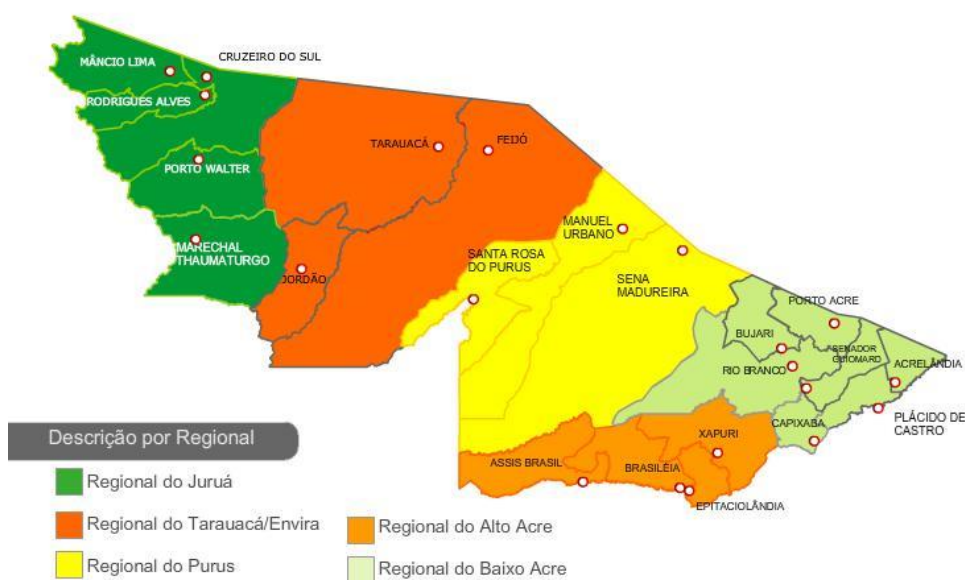 CRUZEIRO DO SUL
MÂNCIO LIMA
RODRIGUES ALVES
TARAUACÁ
FEIJÓ
PORTO WALTER
MANUEL
URBANO
MARECHAL
THAUMATURGO
SANTA ROSA
DO PURUS
JORDÃO
SENA
MADUREIRA
PORTO ACRE
BUJARI
SENADOR
GUIOMARD
ACRELÂNDIA
RIO BRANCO
PLÁCIDO DE
CASTRO
CAPIXABA
XAPURI
ASSIS BRASIL
BRASILÉIA
EPITACIOLÂNDIA
Descrição por Regional
Regional do Juruá
Regional do Tarauacá/Envira
Regional do Purus
Regional do Alto Acre
Regional do Baixo Acre